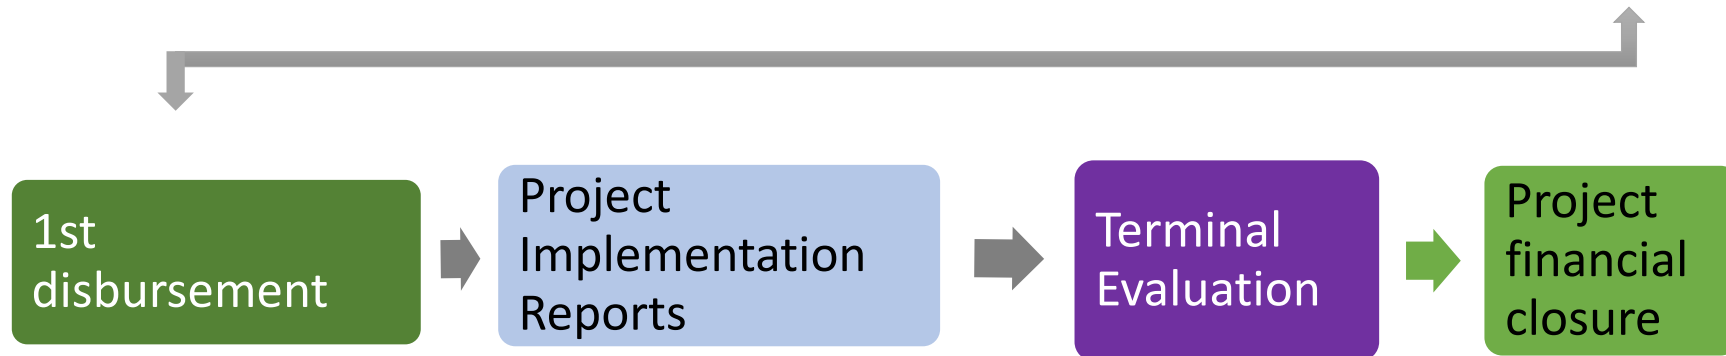 1st
disbursement
Project
Implementation
Reports
Terminal
Evaluation
Project
financial
closure